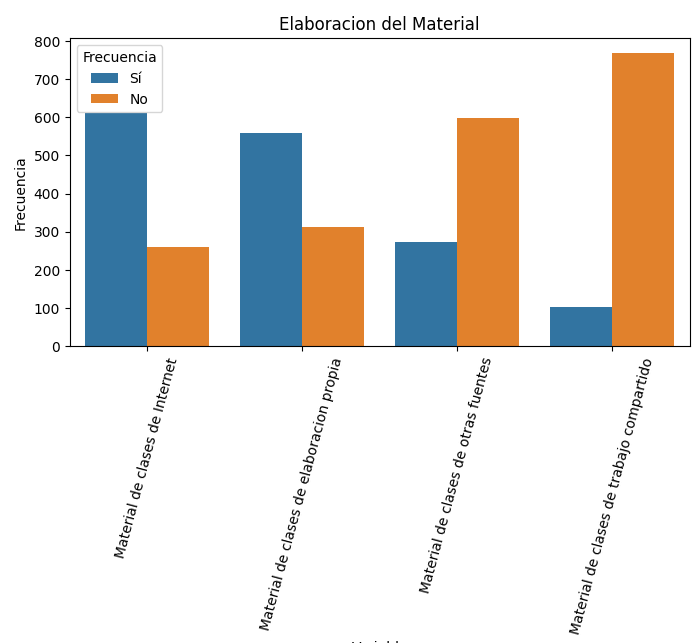 Elaboracion del Material
Frecuencia
Sí
No
Frecuencia
800
700
600
500
400
300
200
100
0
Material de clases de Internet
Material de clases de elaboracion propia
Material de clases de otras fuentes
Material de clases de trabajo compartido